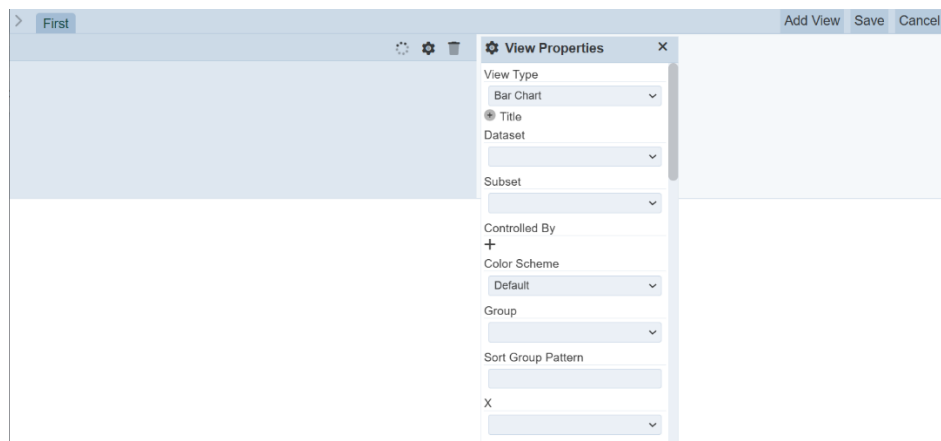 First
Add View Save Cancel
View Properties
View Type
Bar Chart
Title
Dataset
Subset
Controlled By
Color Scheme
Default
Group
Sort Group Pattern
X